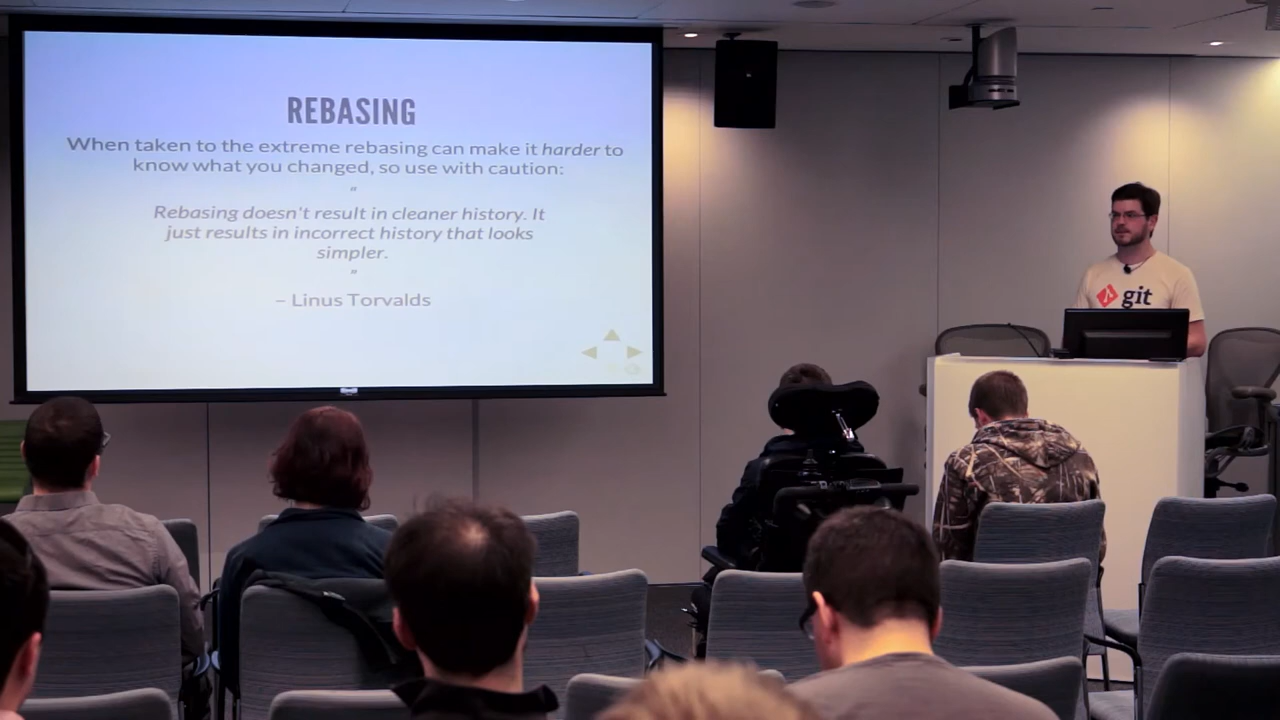 REBASING
When taken to the extreme rebasing can make it harder to
know what you changed, so use with caution:
"
Rebasing doesn't result in cleaner history. It
just results in incorrect history that looks
simpler.
"
– Linus Torvalds
git